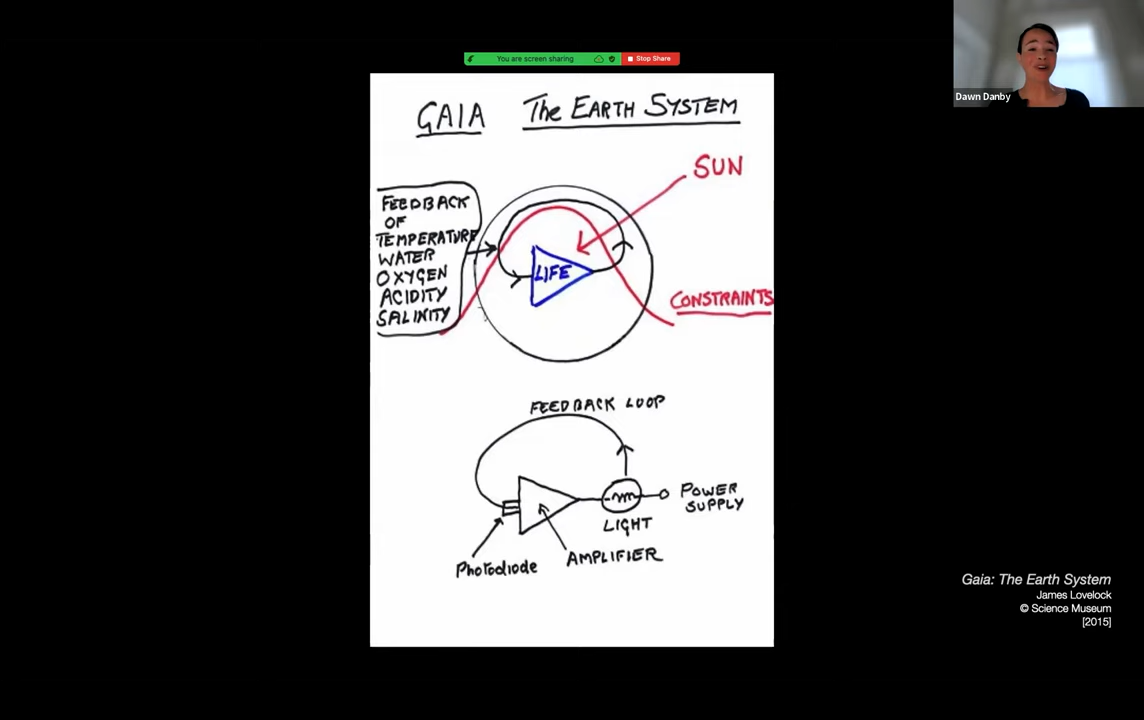 You are screen sharing
Stop Share
Dawn Danby
GAIA The EARTH SYSTEM
SUN
FEEDBACK
OF
TEMPERATURE
WATER
OXYGEN
ACIDITY
SALINITY
LIFE
CONSTRAINTS
FEEDBACK LOOP
POWER
SUPPLY
LIGHT
AMPLIFIER
Photodiode
Gaia: The Earth System
James Lovelock
© Science Museum
[2015]